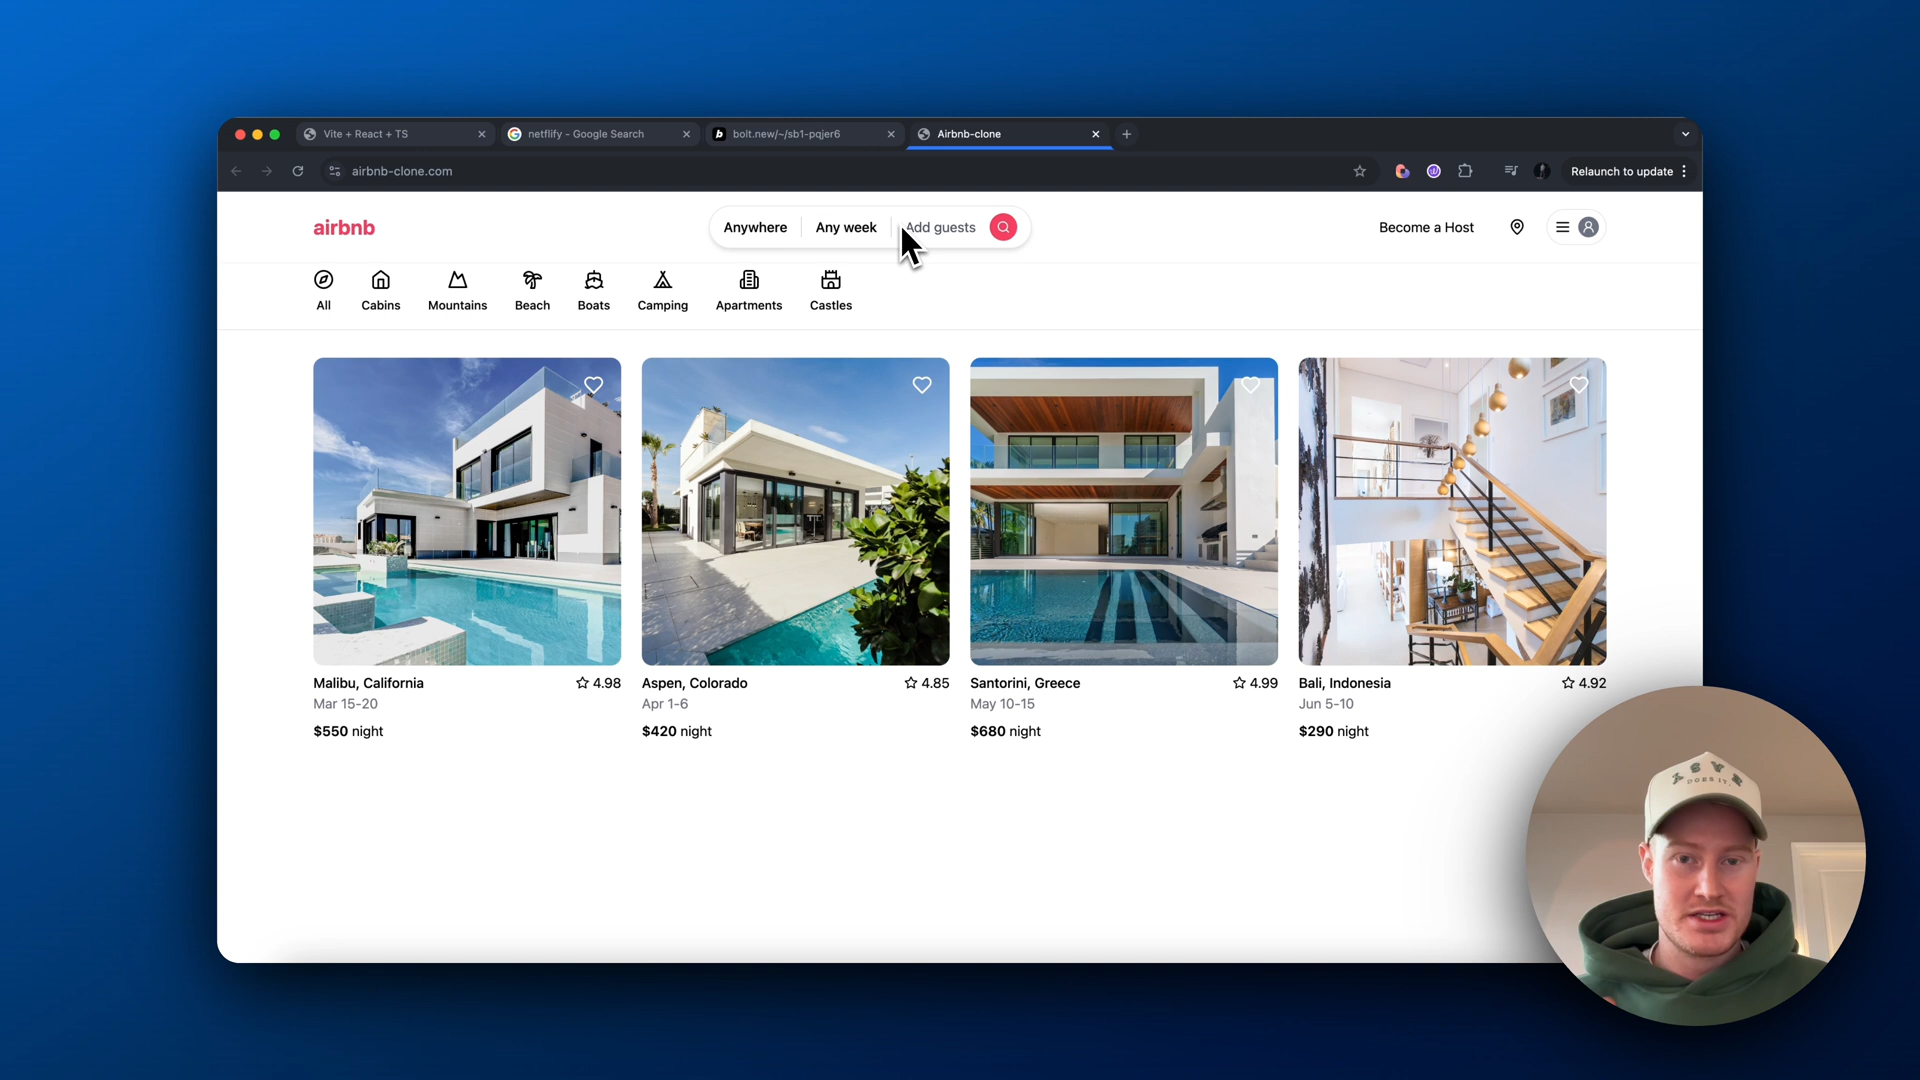 Vite + React + TS
netflify - Google Search
bolt.new/~/sb1-pqjer6
Airbnb-clone
airbnb-clone.com
Relaunch to update
airbnb
Anywhere
Any week
Add guests
Become a Host
All
Cabins
Mountains
Beach
Boats
Camping
Apartments
Castles
Malibu, California
4.98
Mar 15-20
$550 night
Aspen, Colorado
4.85
Apr 1-6
$420 night
Santorini, Greece
4.99
May 10-15
$680 night
Bali, Indonesia
4.92
Jun 5-10
$290 night
DOES IT.